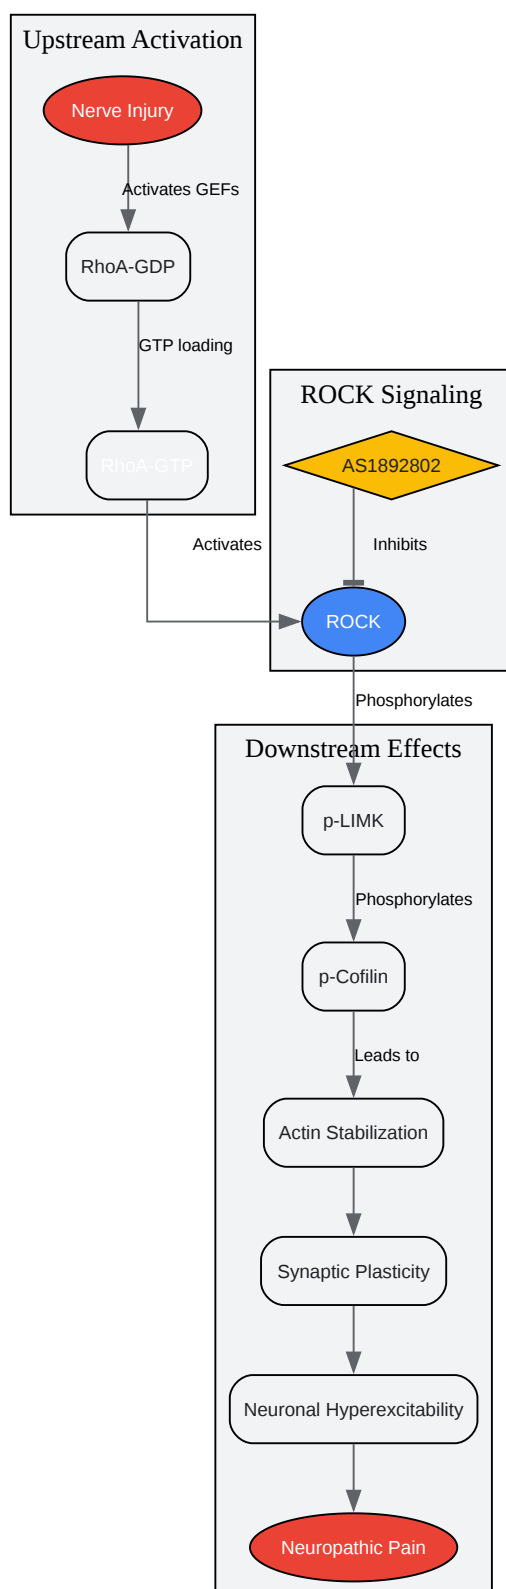 Upstream Activation
Nerve Injury
Activates GEFs
RhoA-GDP
GTP loading
RhoA-GTP
Activates
ROCK Signaling
AS1892802
Inhibits
ROCK
Phosphorylates
Downstream Effects
p-LIMK
Phosphorylates
p-Cofilin
Leads to
Actin Stabilization
Synaptic Plasticity
Neuronal Hyperexcitability
Neuropathic Pain